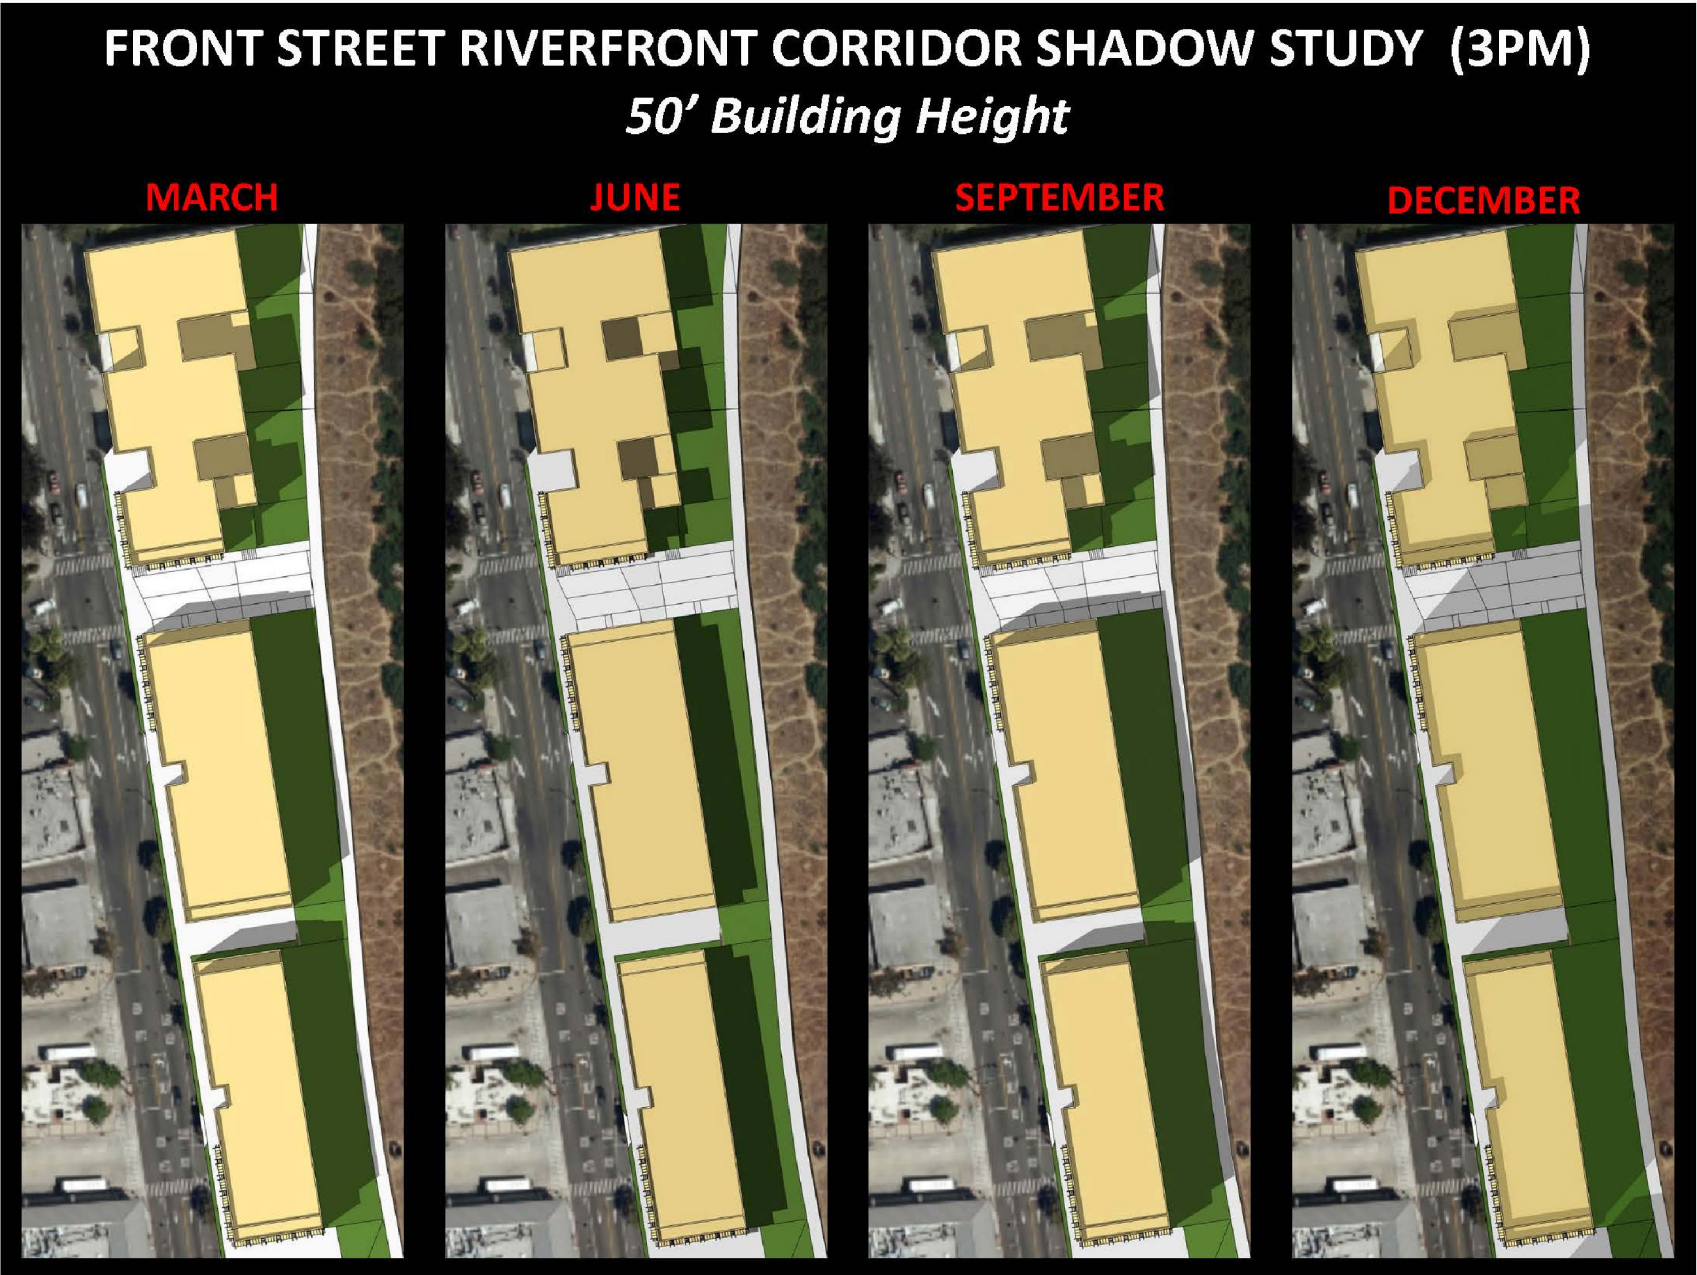 FRONT STREET RIVERFRONT CORRIDOR SHADOW STUDY (3PM)
50’ Building Height
MARCH
JUNE
SEPTEMBER
DECEMBER